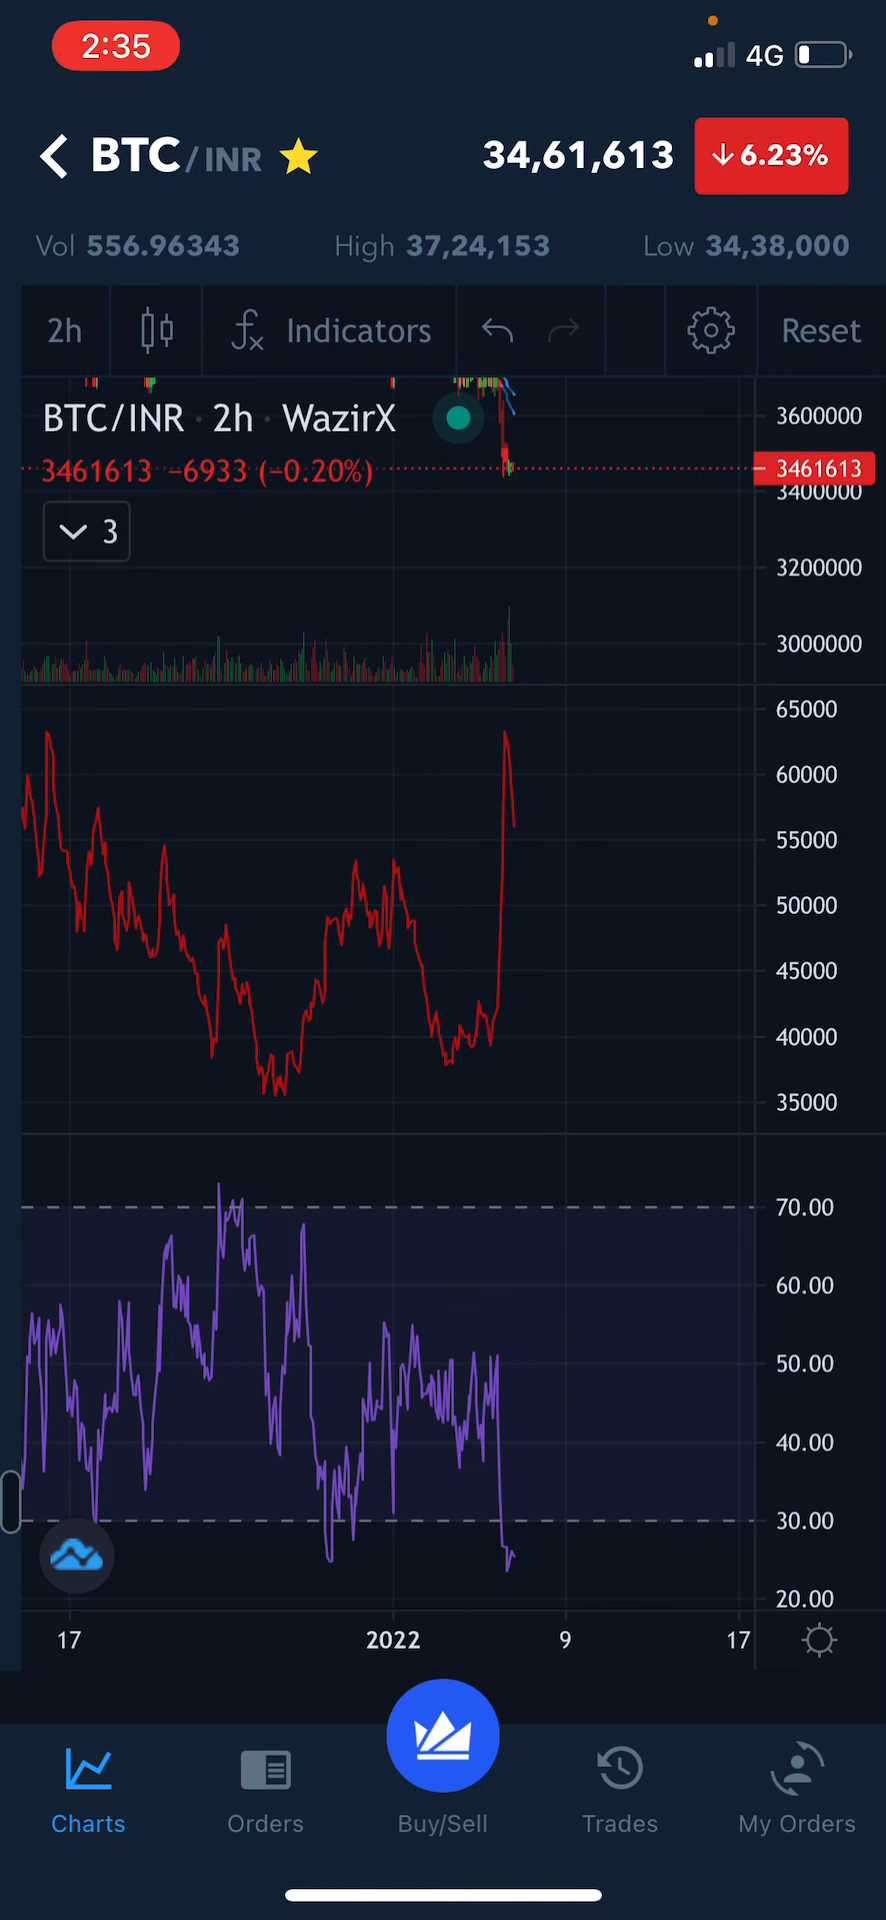 2:35 4G
BTC / INR 34,61,613 ↓ 6.23%
Vol 556.96343 High 37,24,153 Low 34,38,000
2h fx Indicators Reset
BTC/INR · 2h · WazirX
3461613 −6933 (−0.20%)
3
3600000
3461613
3400000
3200000
3000000
65000
60000
55000
50000
45000
40000
35000
70.00
60.00
50.00
40.00
30.00
20.00
17 2022 9 17
Charts Orders Buy/Sell Trades My Orders